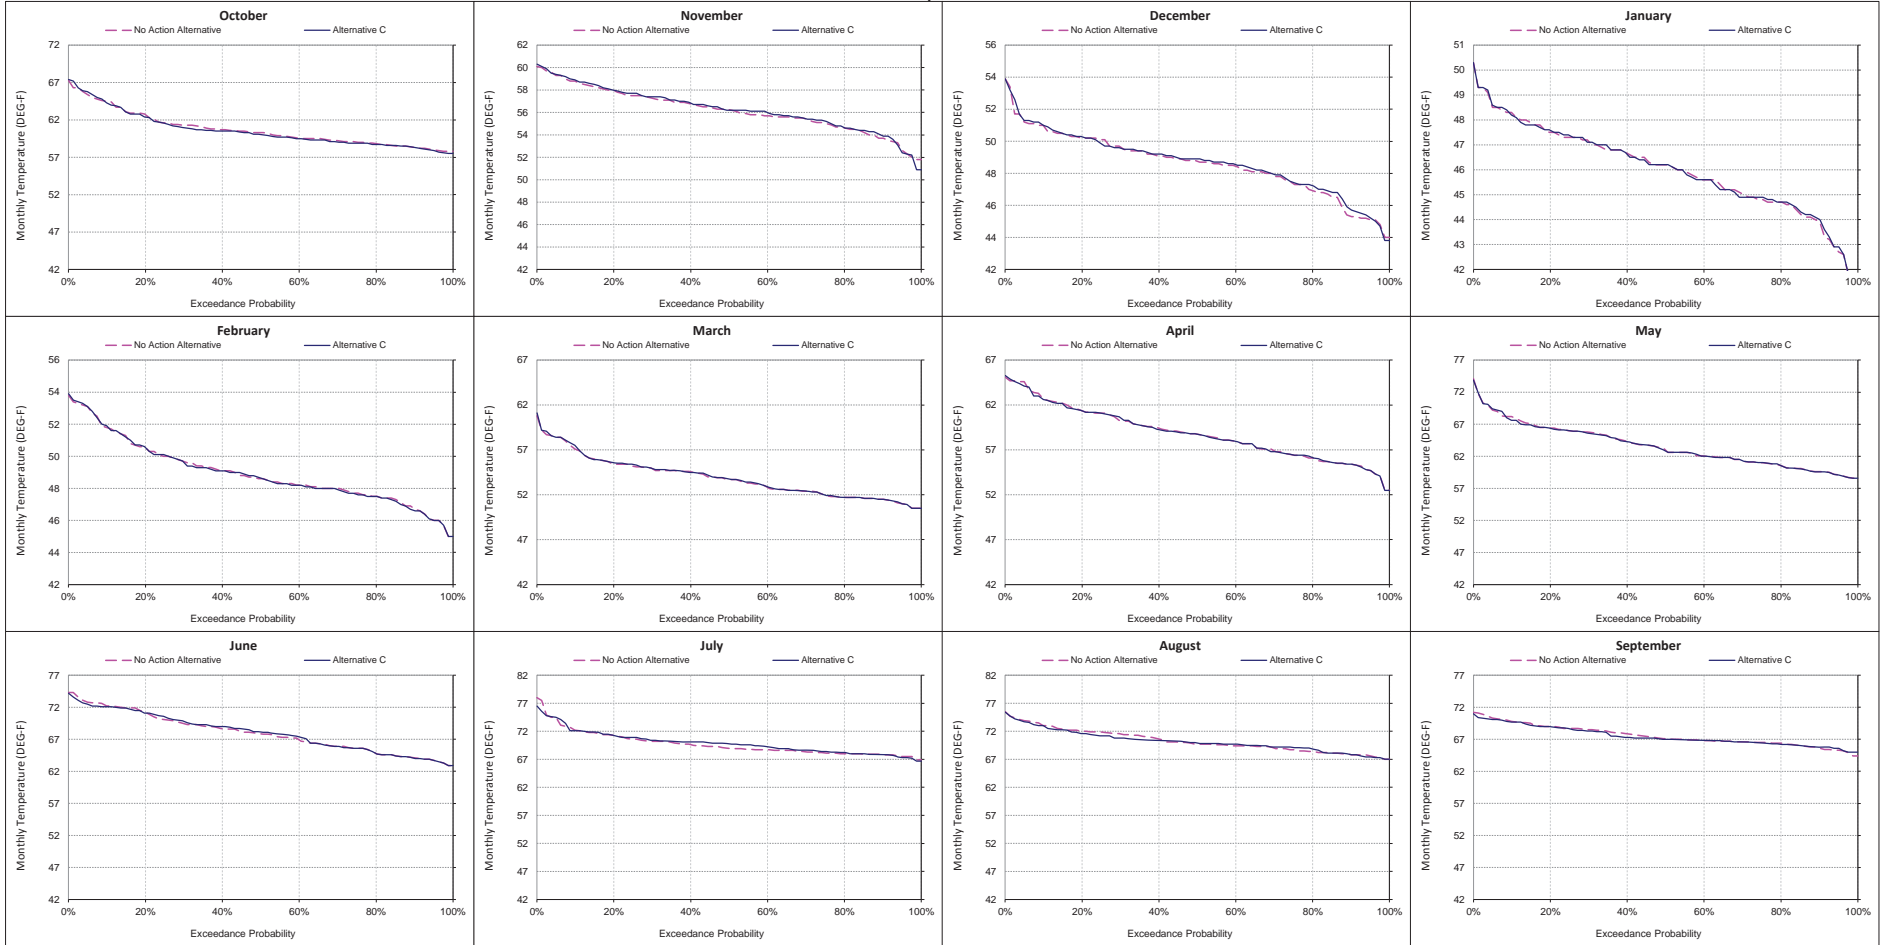 October
No Action Alternative Alternative C
Monthly Temperature (DEG-F)
72
67
62
57
52
47
42
0% 20% 40% 60% 80% 100%
Exceedance Probability
November
No Action Alternative Alternative C
Monthly Temperature (DEG-F)
62
60
58
56
54
52
50
48
46
44
42
0% 20% 40% 60% 80% 100%
Exceedance Probability
December
No Action Alternative Alternative C
Monthly Temperature (DEG-F)
56
54
52
50
48
46
44
42
0% 20% 40% 60% 80% 100%
Exceedance Probability
January
No Action Alternative Alternative C
Monthly Temperature (DEG-F)
51
50
49
48
47
46
45
44
43
42
0% 20% 40% 60% 80% 100%
Exceedance Probability
February
No Action Alternative Alternative C
Monthly Temperature (DEG-F)
56
54
52
50
48
46
44
42
0% 20% 40% 60% 80% 100%
Exceedance Probability
March
No Action Alternative Alternative C
Monthly Temperature (DEG-F)
67
62
57
52
47
42
0% 20% 40% 60% 80% 100%
Exceedance Probability
April
No Action Alternative Alternative C
Monthly Temperature (DEG-F)
67
62
57
52
47
42
0% 20% 40% 60% 80% 100%
Exceedance Probability
May
No Action Alternative Alternative C
Monthly Temperature (DEG-F)
77
72
67
62
57
52
47
42
0% 20% 40% 60% 80% 100%
Exceedance Probability
June
No Action Alternative Alternative C
Monthly Temperature (DEG-F)
77
72
67
62
57
52
47
42
0% 20% 40% 60% 80% 100%
Exceedance Probability
July
No Action Alternative Alternative C
Monthly Temperature (DEG-F)
82
77
72
67
62
57
52
47
42
0% 20% 40% 60% 80% 100%
Exceedance Probability
August
No Action Alternative Alternative C
Monthly Temperature (DEG-F)
82
77
72
67
62
57
52
47
42
0% 20% 40% 60% 80% 100%
Exceedance Probability
September
No Action Alternative Alternative C
Monthly Temperature (DEG-F)
77
72
67
62
57
52
47
42
0% 20% 40% 60% 80% 100%
Exceedance Probability